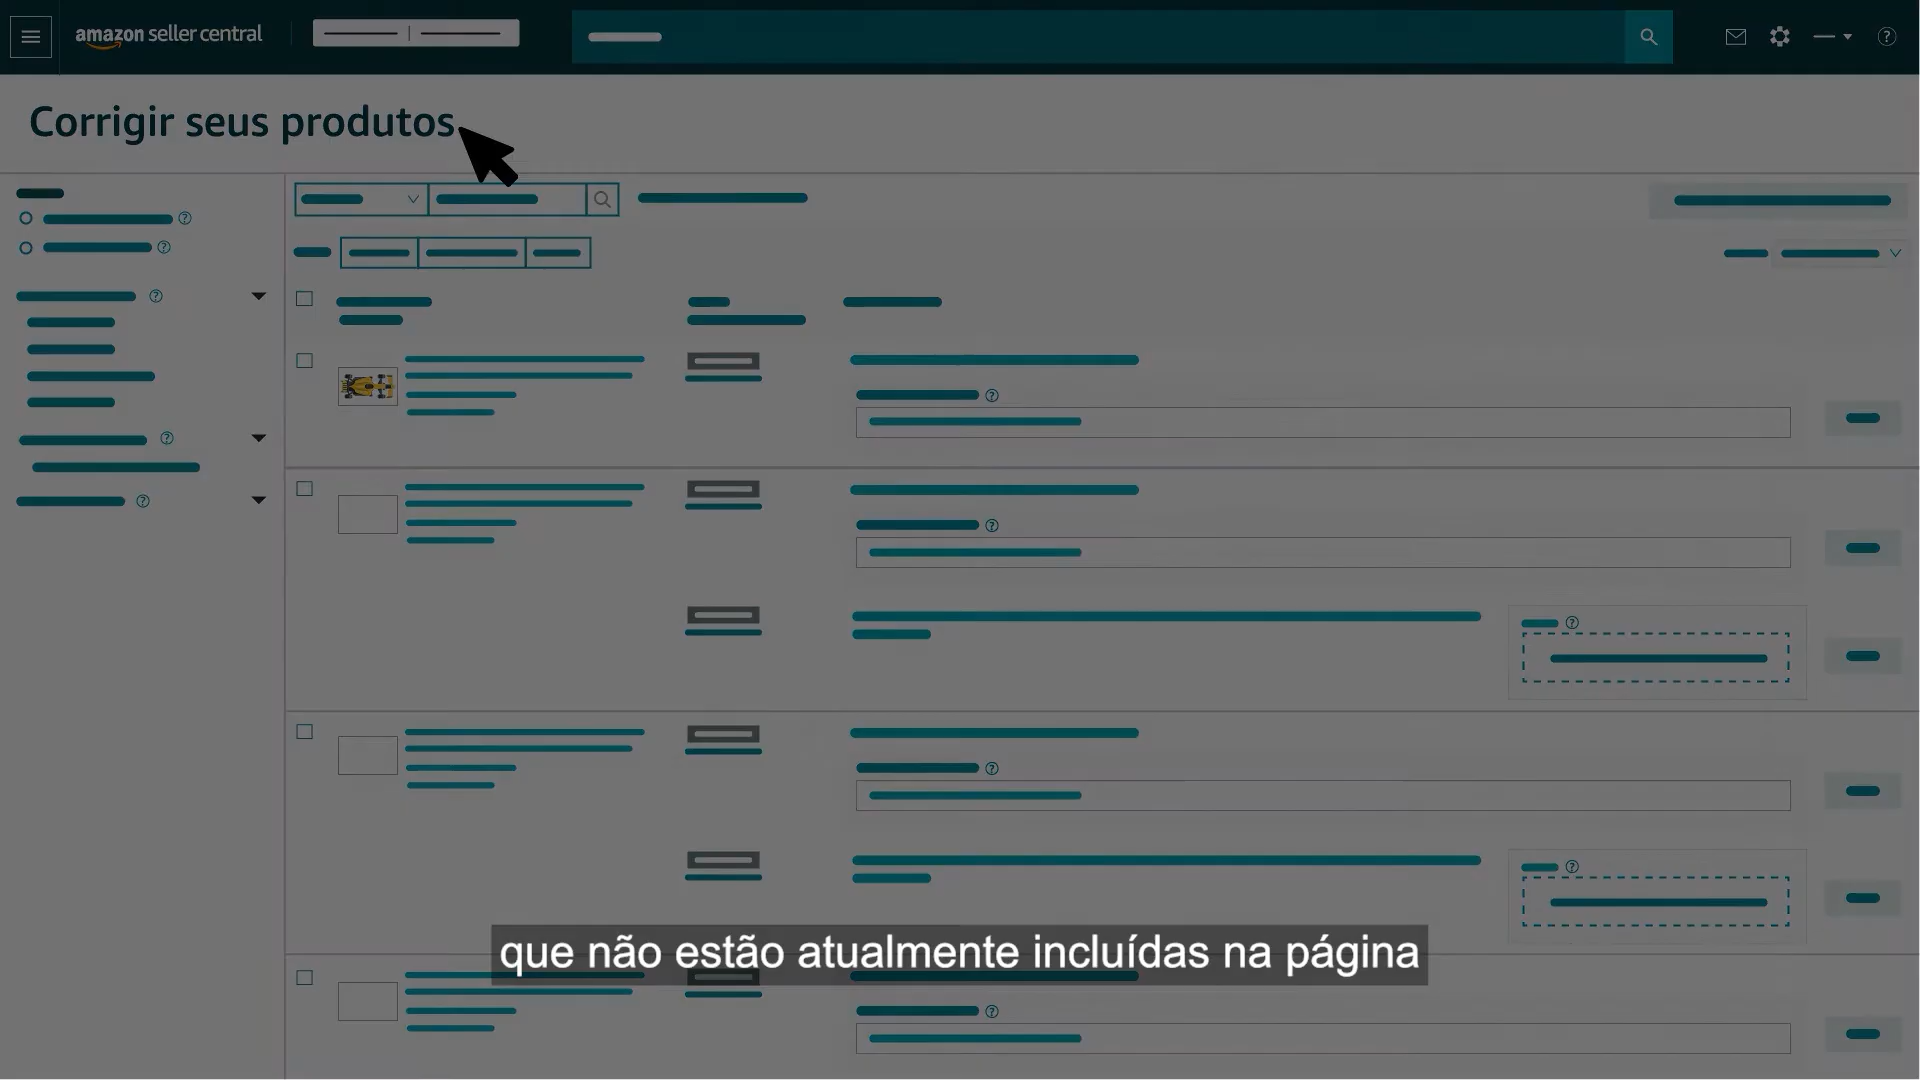 amazon seller central
Corrigir seus produtos
que não estão atualmente incluídas na página